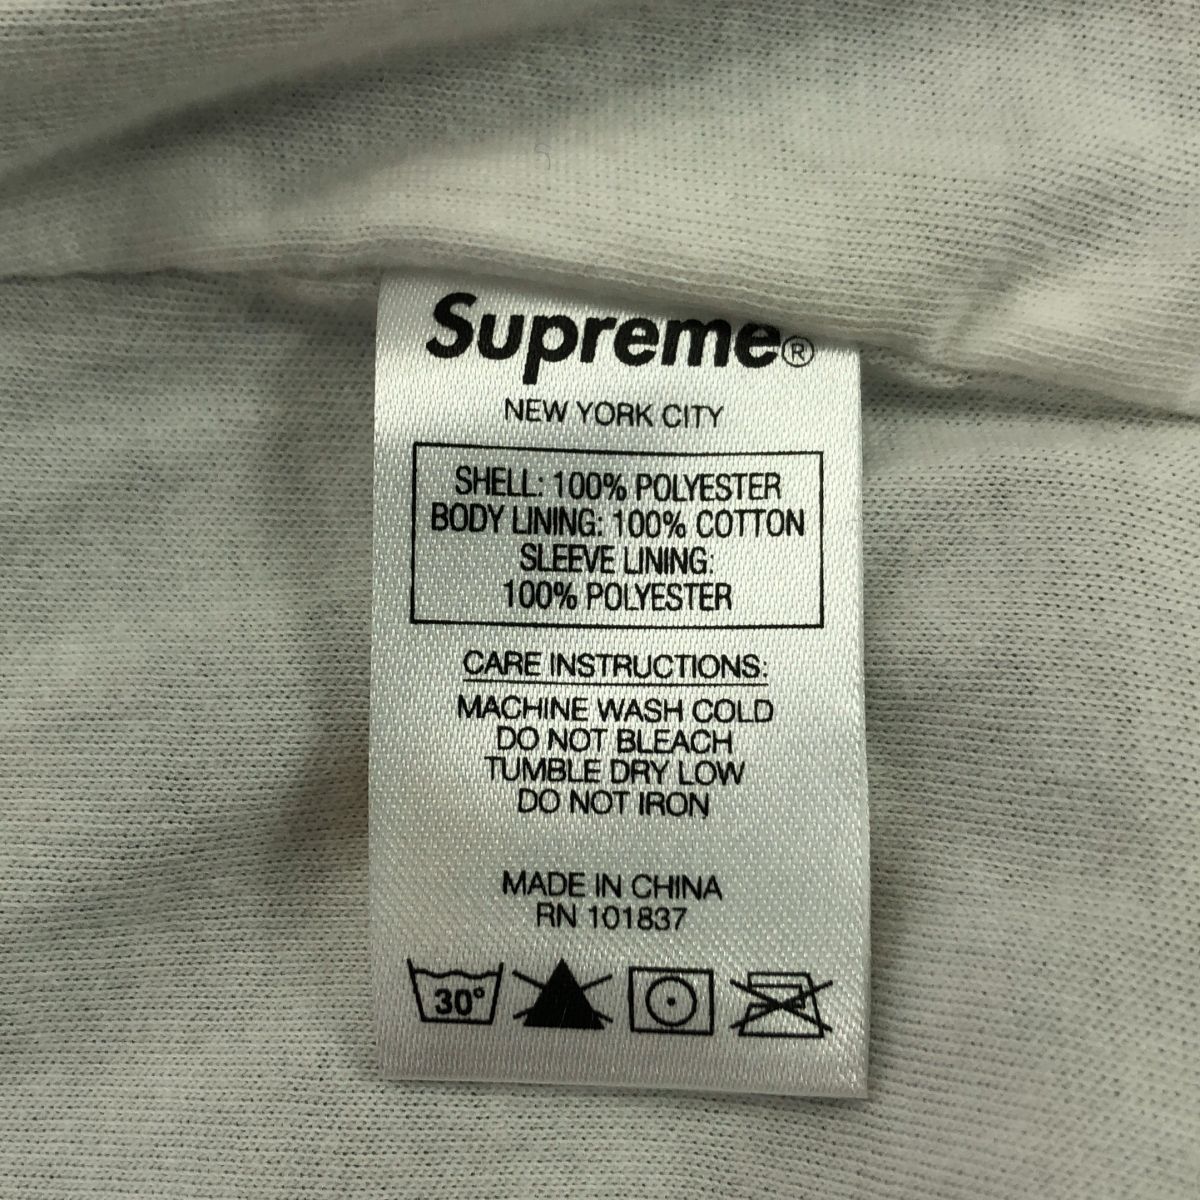 Supreme®
NEW YORK CITY
SHELL: 100% POLYESTER
BODY LINING: 100% COTTON
SLEEVE LINING:
100% POLYESTER
CARE INSTRUCTIONS:
MACHINE WASH COLD
DO NOT BLEACH
TUMBLE DRY LOW
DO NOT IRON
MADE IN CHINA
RN 101837
30°